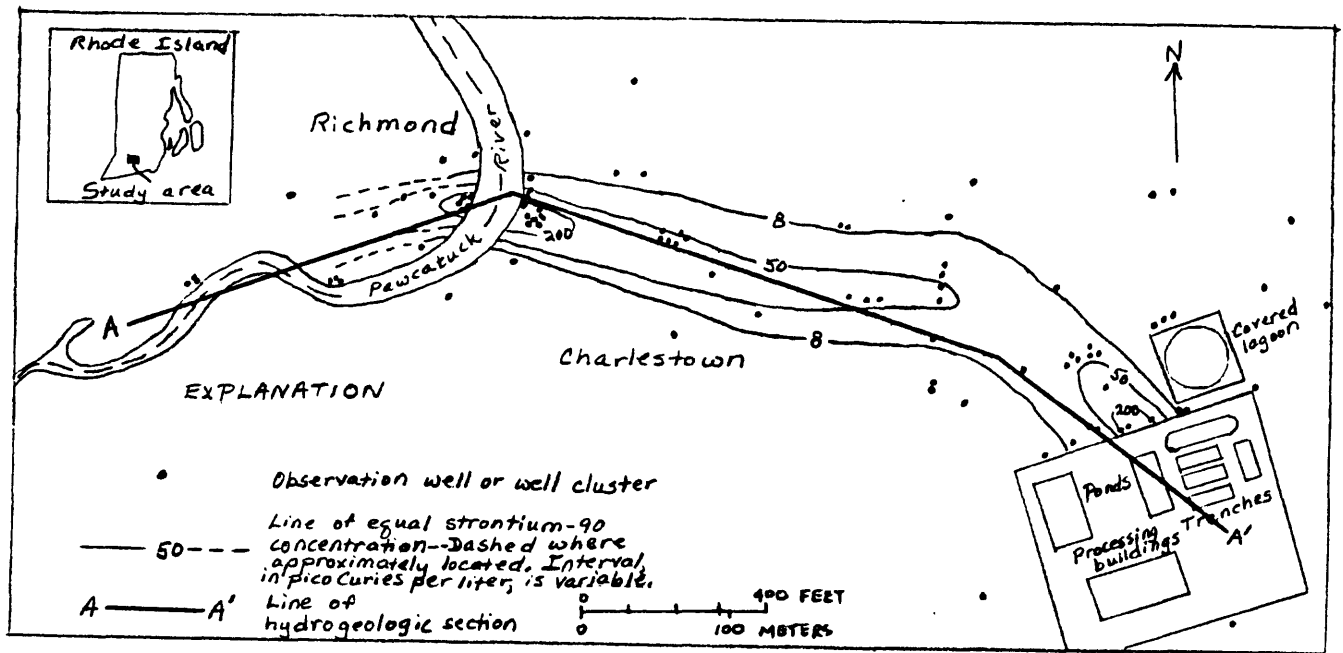 Rhode Island
Study area
Richmond
River
N
8
200
50
Pawcatuck
A
8
Charlestown
Covered
lagoon
50
200
EXPLANATION
Observation well or well cluster
Line of equal strontium-90
50
concentration--Dashed where
approximately located. Interval,
in picoCuries per liter, is variable.
A A' Line of
hydrogeologic section
0 400 FEET
0 100 METERS
Ponds
Trenches
Processing
buildings
A'